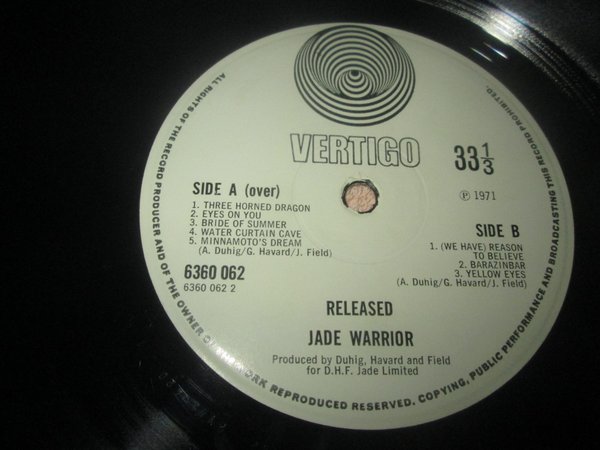 VERTIGO
33 1/3
SIDE A (over)
1. THREE HORNED DRAGON
2. EYES ON YOU
3. BRIDE OF SUMMER
4. WATER CURTAIN CAVE
5. MINNAMOTO'S DREAM
(A. Duhig/G. Havard/J. Field)
6360 062
6360 062 2
℗ 1971
SIDE B
1. (WE HAVE) REASON
TO BELIEVE
2. BARAZINBAR
3. YELLOW EYES
(A. Duhig/G. Havard/J. Field)
RELEASED
JADE WARRIOR
Produced by Duhig, Havard and Field
for D.H.F. Jade Limited
ALL RIGHTS OF THE RECORD PRODUCER AND OF THE OWNER OF THE WORK REPRODUCED RESERVED. COPYING, PUBLIC PERFORMANCE AND BROADCASTING THIS RECORD PROHIBITED.